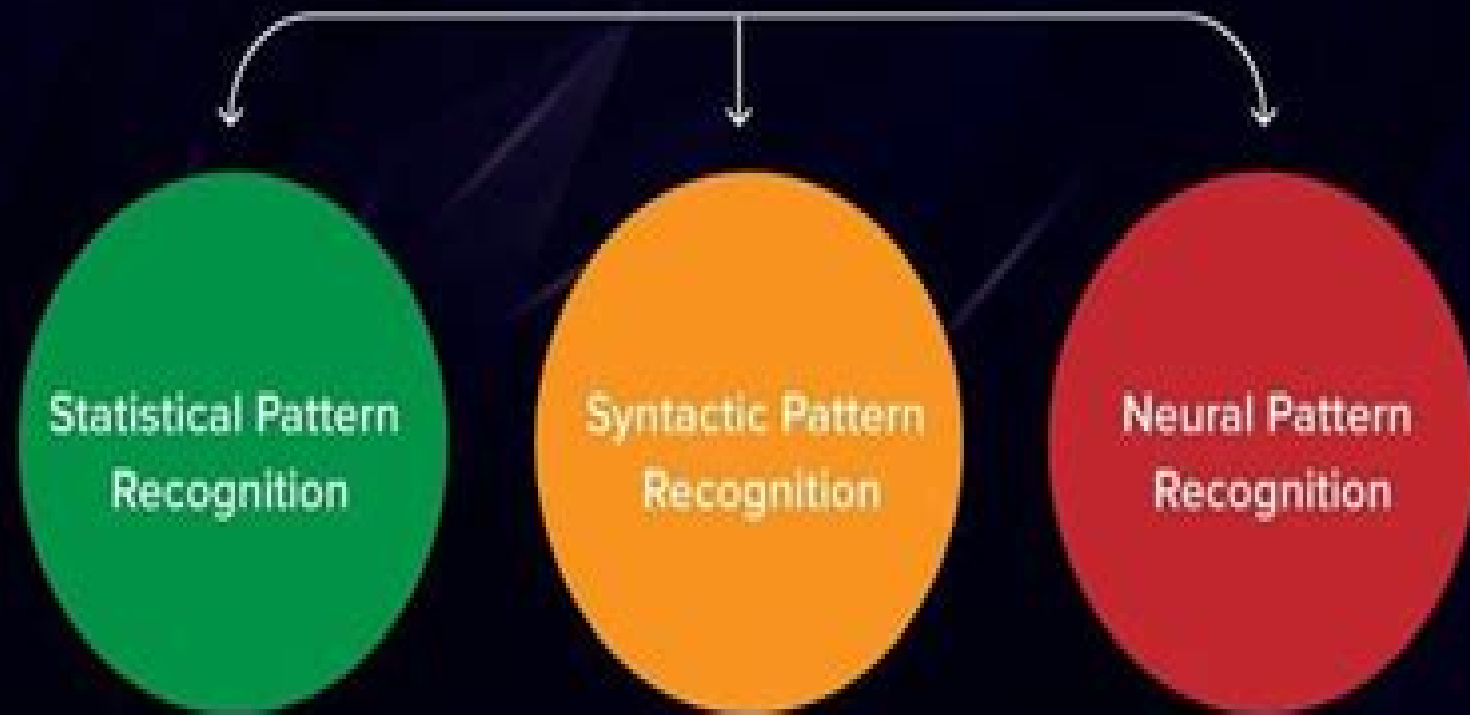 Statistical Pattern
Recognition
Syntactic Pattern
Recognition
Neural Pattern
Recognition